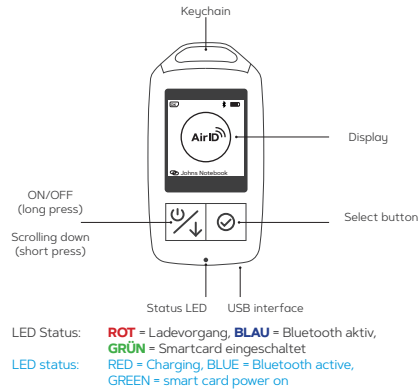 Keychain
AirID
Johns Notebook
Display
ON/OFF
(long press)
Scrolling down
(short press)
Select button
Status LED
USB interface
LED Status: ROT = Ladevorgang, BLAU = Bluetooth aktiv,
GRÜN = Smartcard eingeschaltet
LED status: RED = Charging, BLUE = Bluetooth active,
GREEN = smart card power on